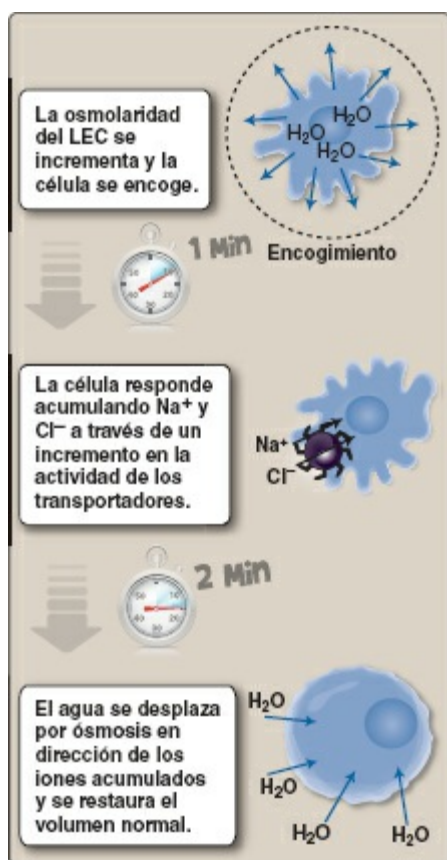 La osmolaridad
del LEC se
incrementa y la
célula se encoge.
H₂O
H₂O
H₂O
Encogimiento
1 Min
La célula responde
acumulando Na⁺ y
Cl⁻ a través de un
incremento en la
actividad de los
transportadores.
Na⁺
Cl⁻
2 Min
El agua se desplaza
por ósmosis en
dirección de los
iones acumulados
y se restaura el
volumen normal.
H₂O
H₂O
H₂O
H₂O